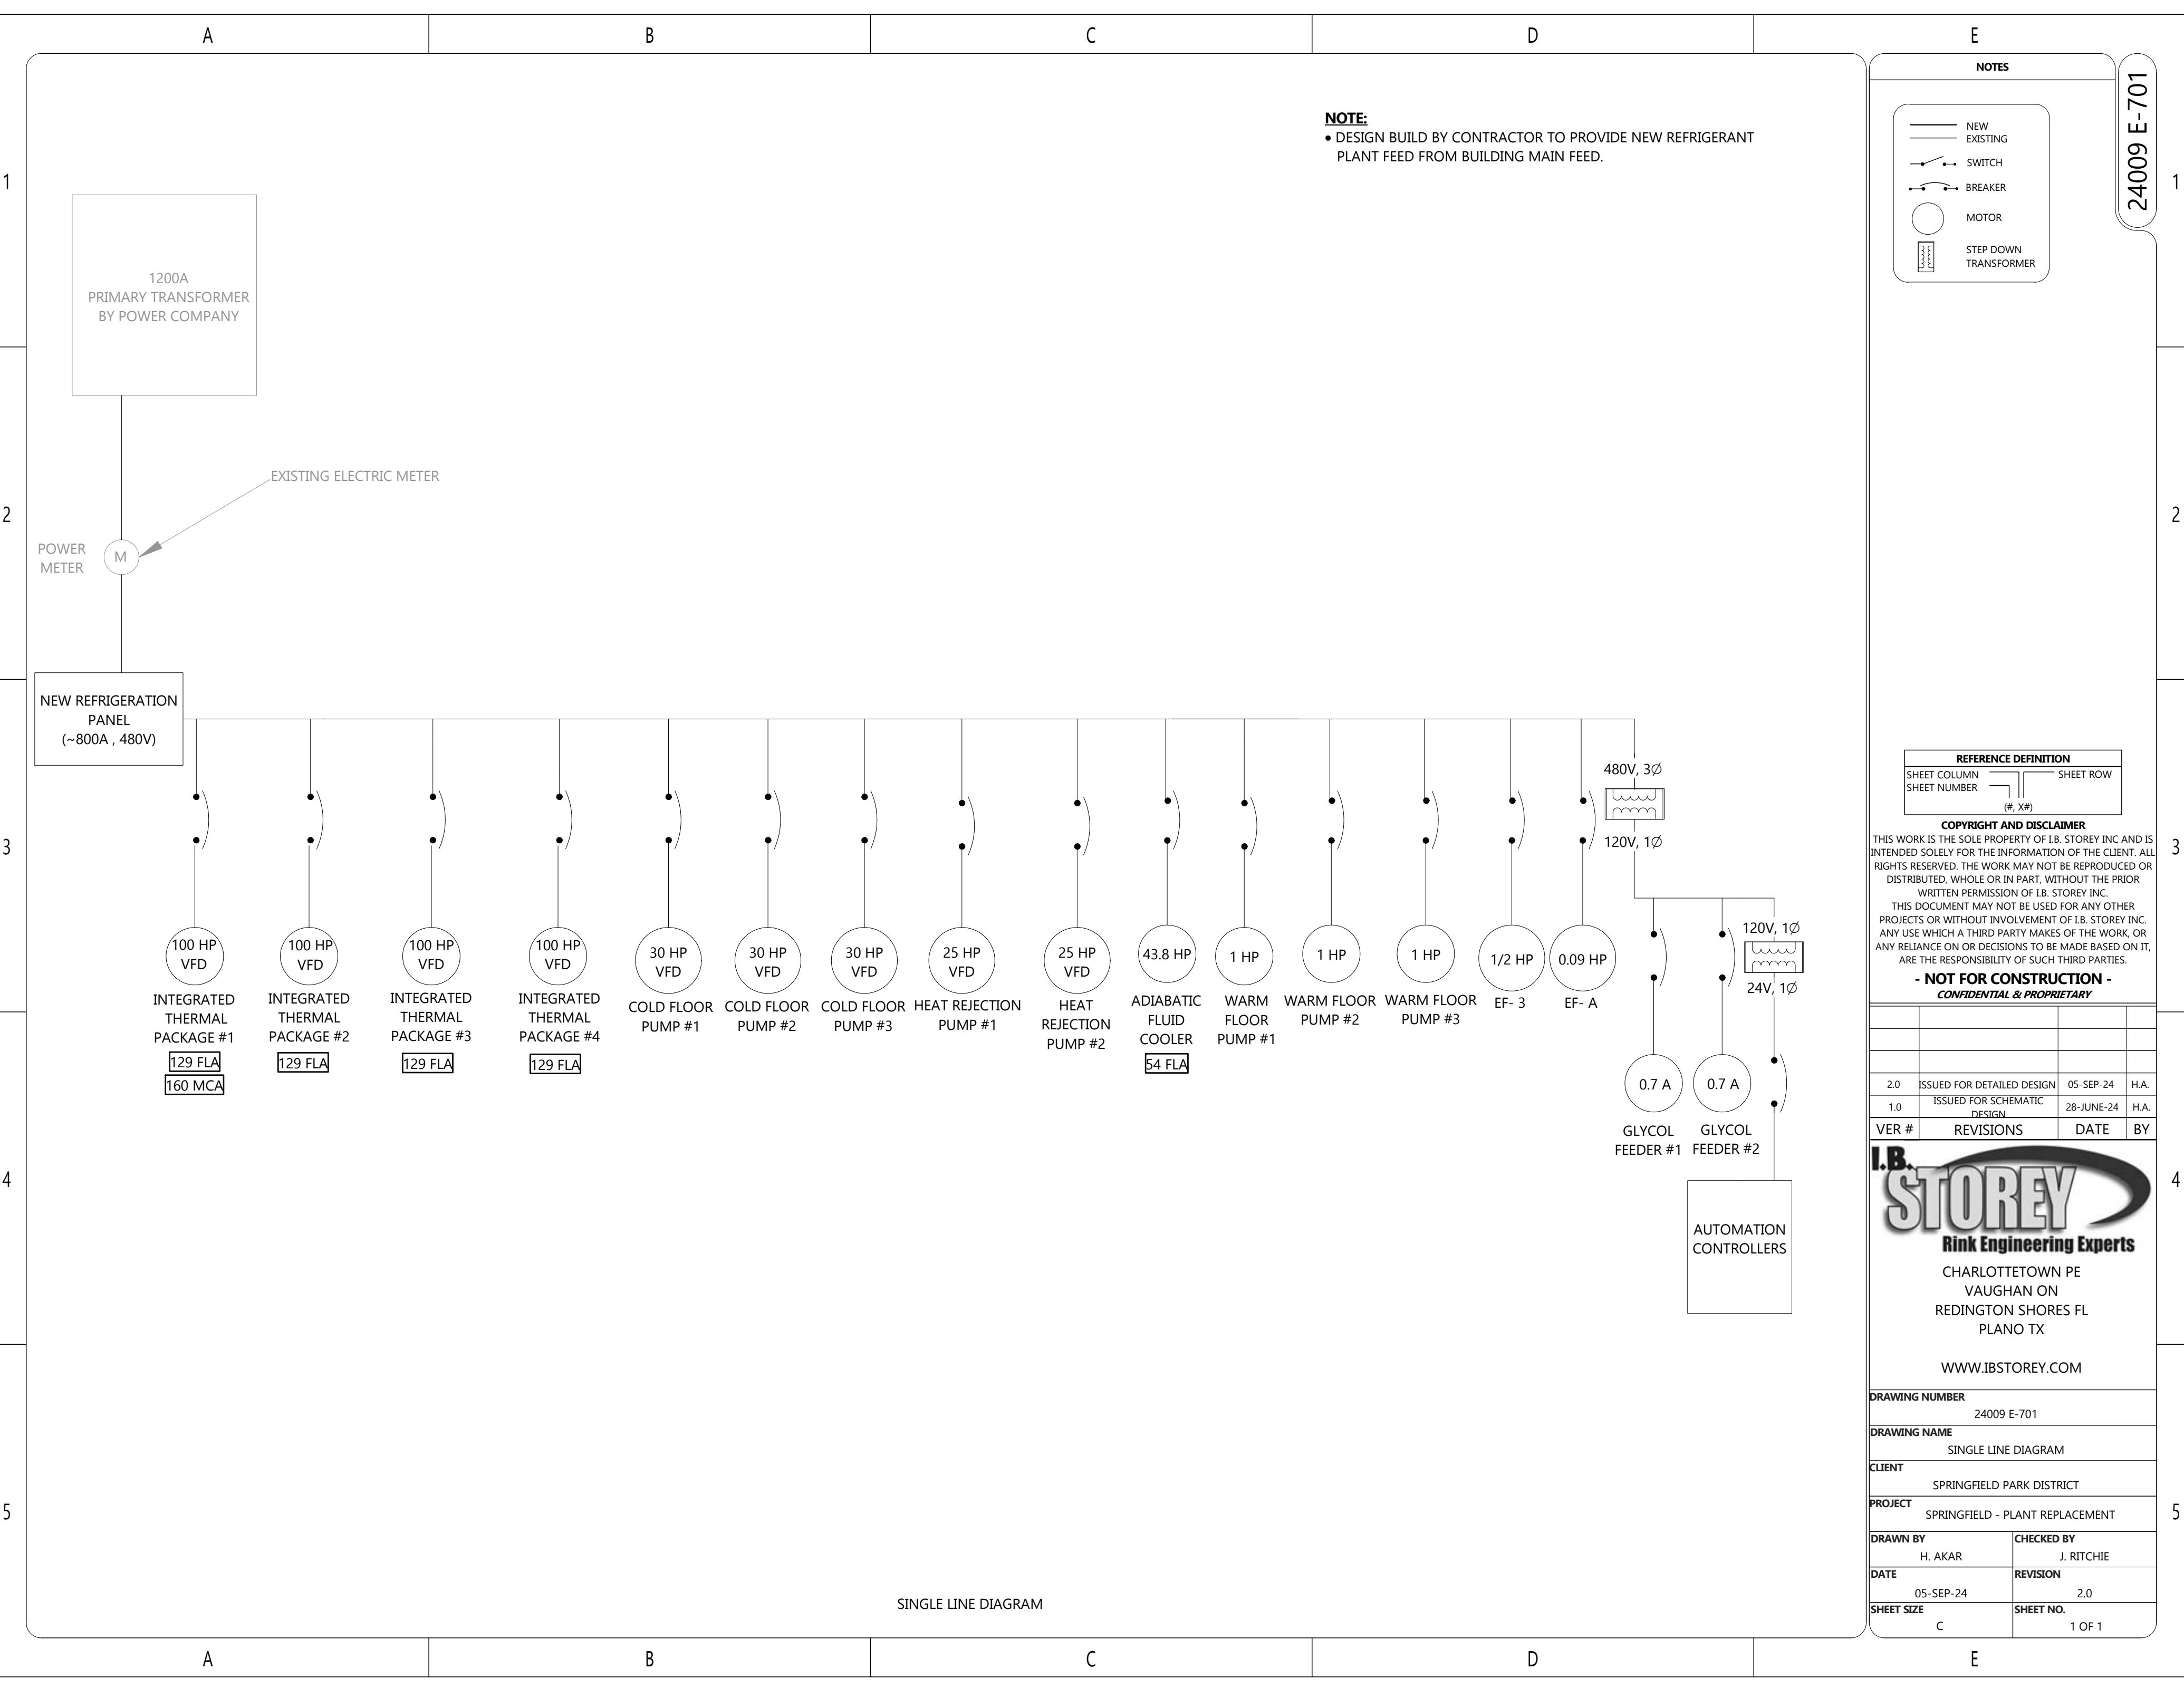 A
B
C
D
E
1
2
3
4
5
NOTE:
• DESIGN BUILD BY CONTRACTOR TO PROVIDE NEW REFRIGERANT
PLANT FEED FROM BUILDING MAIN FEED.
1200A
PRIMARY TRANSFORMER
BY POWER COMPANY
EXISTING ELECTRIC METER
POWER
METER
M
NEW REFRIGERATION
PANEL
(~800A , 480V)
100 HP
VFD
INTEGRATED
THERMAL
PACKAGE #1
129 FLA
160 MCA
100 HP
VFD
INTEGRATED
THERMAL
PACKAGE #2
129 FLA
100 HP
VFD
INTEGRATED
THERMAL
PACKAGE #3
129 FLA
100 HP
VFD
INTEGRATED
THERMAL
PACKAGE #4
129 FLA
30 HP
VFD
COLD FLOOR
PUMP #1
30 HP
VFD
COLD FLOOR
PUMP #2
30 HP
VFD
COLD FLOOR
PUMP #3
25 HP
VFD
HEAT REJECTION
PUMP #1
25 HP
VFD
HEAT
REJECTION
PUMP #2
43.8 HP
ADIABATIC
FLUID
COOLER
54 FLA
1 HP
WARM
FLOOR
PUMP #1
1 HP
WARM FLOOR
PUMP #2
1 HP
WARM FLOOR
PUMP #3
1/2 HP
EF- 3
0.09 HP
EF- A
480V, 3Ø
120V, 1Ø
0.7 A
GLYCOL
FEEDER #1
0.7 A
GLYCOL
FEEDER #2
120V, 1Ø
24V, 1Ø
AUTOMATION
CONTROLLERS
SINGLE LINE DIAGRAM
NOTES
24009 E-701
NEW
EXISTING
SWITCH
BREAKER
MOTOR
STEP DOWN
TRANSFORMER
REFERENCE DEFINITION
SHEET COLUMN
SHEET ROW
SHEET NUMBER
(#, X#)
COPYRIGHT AND DISCLAIMER
THIS WORK IS THE SOLE PROPERTY OF I.B. STOREY INC AND IS
INTENDED SOLELY FOR THE INFORMATION OF THE CLIENT. ALL
RIGHTS RESERVED. THE WORK MAY NOT BE REPRODUCED OR
DISTRIBUTED, WHOLE OR IN PART, WITHOUT THE PRIOR
WRITTEN PERMISSION OF I.B. STOREY INC.
THIS DOCUMENT MAY NOT BE USED FOR ANY OTHER
PROJECTS OR WITHOUT INVOLVEMENT OF I.B. STOREY INC.
ANY USE WHICH A THIRD PARTY MAKES OF THE WORK, OR
ANY RELIANCE ON OR DECISIONS TO BE MADE BASED ON IT,
ARE THE RESPONSIBILITY OF SUCH THIRD PARTIES.
- NOT FOR CONSTRUCTION -
CONFIDENTIAL & PROPRIETARY
2.0 ISSUED FOR DETAILED DESIGN 05-SEP-24 H.A.
1.0 ISSUED FOR SCHEMATIC DESIGN 28-JUNE-24 H.A.
VER # REVISIONS DATE BY
I.B.
STOREY
Rink Engineering Experts
CHARLOTTETOWN PE
VAUGHAN ON
REDINGTON SHORES FL
PLANO TX
WWW.IBSTOREY.COM
DRAWING NUMBER
24009 E-701
DRAWING NAME
SINGLE LINE DIAGRAM
CLIENT
SPRINGFIELD PARK DISTRICT
PROJECT
SPRINGFIELD - PLANT REPLACEMENT
DRAWN BY
H. AKAR
CHECKED BY
J. RITCHIE
DATE
05-SEP-24
REVISION
2.0
SHEET SIZE
C
SHEET NO.
1 OF 1
1
2
3
4
5
A
B
C
D
E